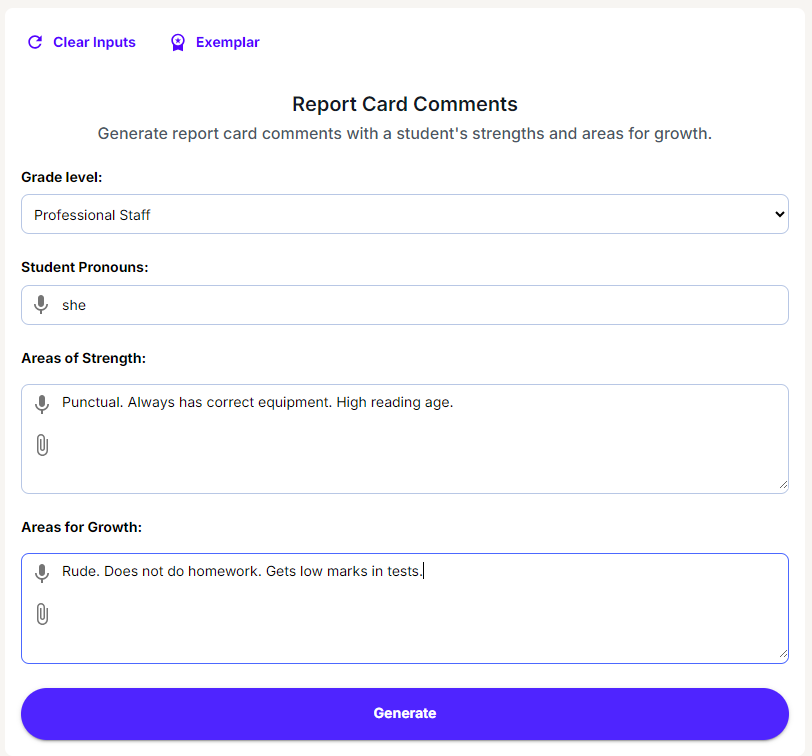 Clear Inputs
Exemplar
Report Card Comments
Generate report card comments with a student's strengths and areas for growth.
Grade level:
Professional Staff
Student Pronouns:
she
Areas of Strength:
Punctual. Always has correct equipment. High reading age.
Areas for Growth:
Rude. Does not do homework. Gets low marks in tests.
Generate